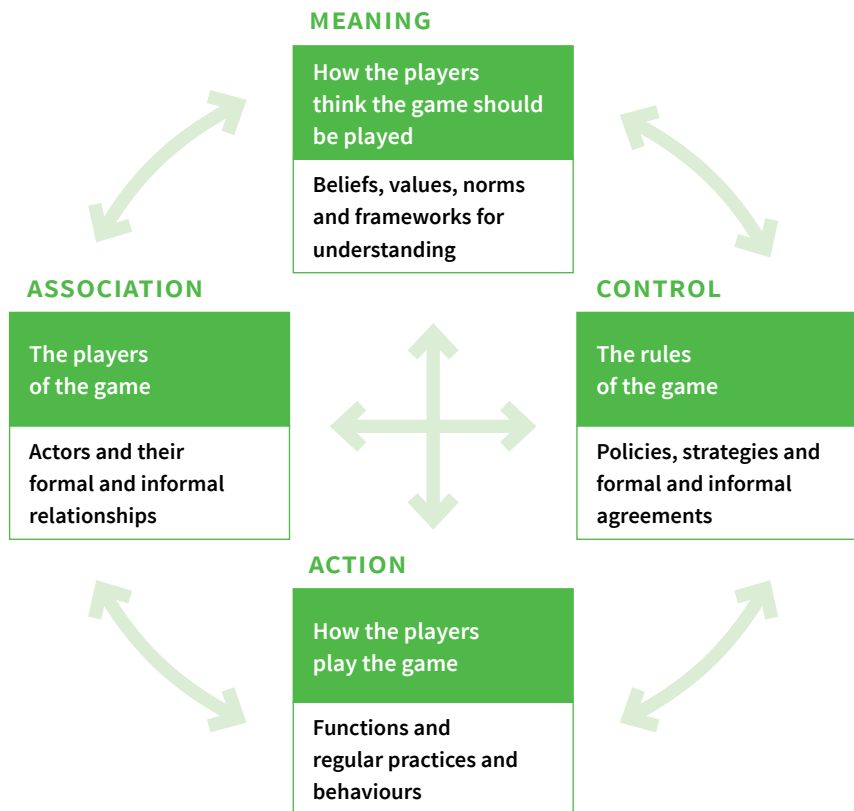 MEANING
How the players
think the game should
be played
Beliefs, values, norms
and frameworks for
understanding
ASSOCIATION
The players
of the game
Actors and their
formal and informal
relationships
CONTROL
The rules
of the game
Policies, strategies and
formal and informal
agreements
ACTION
How the players
play the game
Functions and
regular practices and
behaviours